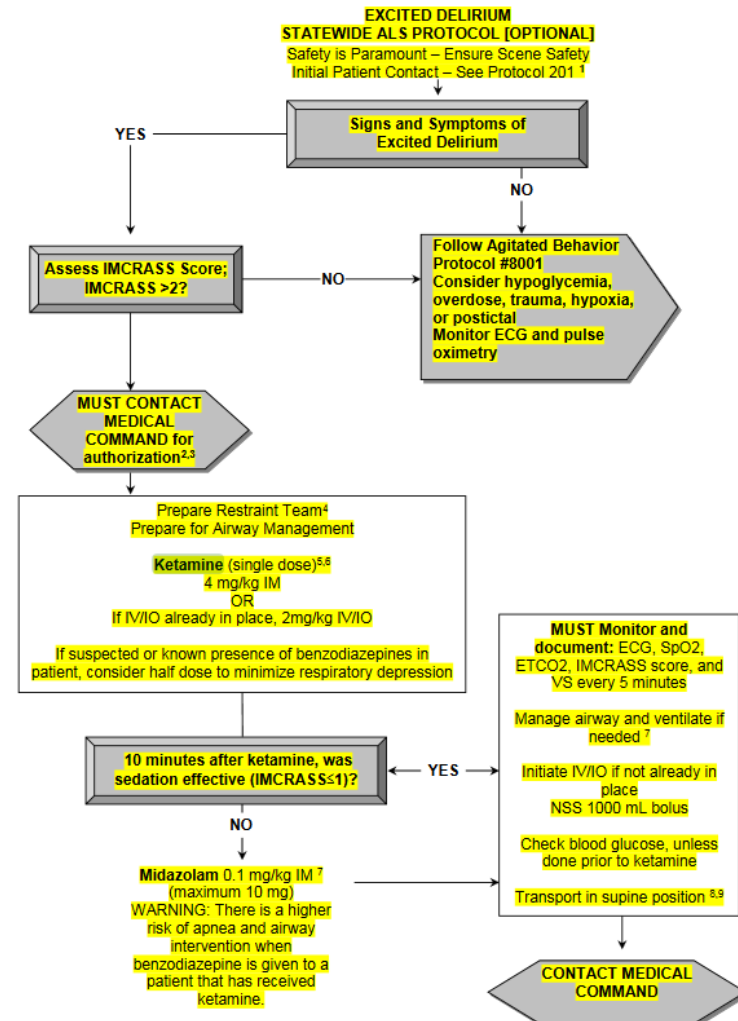 EXCITED DELIRIUM
STATEWIDE ALS PROTOCOL [OPTIONAL]
Safety is Paramount – Ensure Scene Safety
Initial Patient Contact – See Protocol 201 ¹
Signs and Symptoms of
Excited Delirium
YES
NO
Assess IMCRASS Score;
IMCRASS >2?
NO
Follow Agitated Behavior
Protocol #8001
Consider hypoglycemia,
overdose, trauma, hypoxia,
or postictal
Monitor ECG and pulse
oximetry
MUST CONTACT
MEDICAL
COMMAND for
authorization²,³
Prepare Restraint Team⁴
Prepare for Airway Management
Ketamine (single dose)⁵,⁶
4 mg/kg IM
OR
If IV/IO already in place, 2mg/kg IV/IO
If suspected or known presence of benzodiazepines in
patient, consider half dose to minimize respiratory depression
10 minutes after ketamine, was
sedation effective (IMCRASS≤1)?
YES
NO
Midazolam 0.1 mg/kg IM ⁷
(maximum 10 mg)
WARNING: There is a higher
risk of apnea and airway
intervention when
benzodiazepine is given to a
patient that has received
ketamine.
MUST Monitor and
document: ECG, SpO2,
ETCO2, IMCRASS score, and
VS every 5 minutes
Manage airway and ventilate if
needed ⁷
Initiate IV/IO if not already in
place
NSS 1000 mL bolus
Check blood glucose, unless
done prior to ketamine
Transport in supine position ⁸,⁹
CONTACT MEDICAL
COMMAND